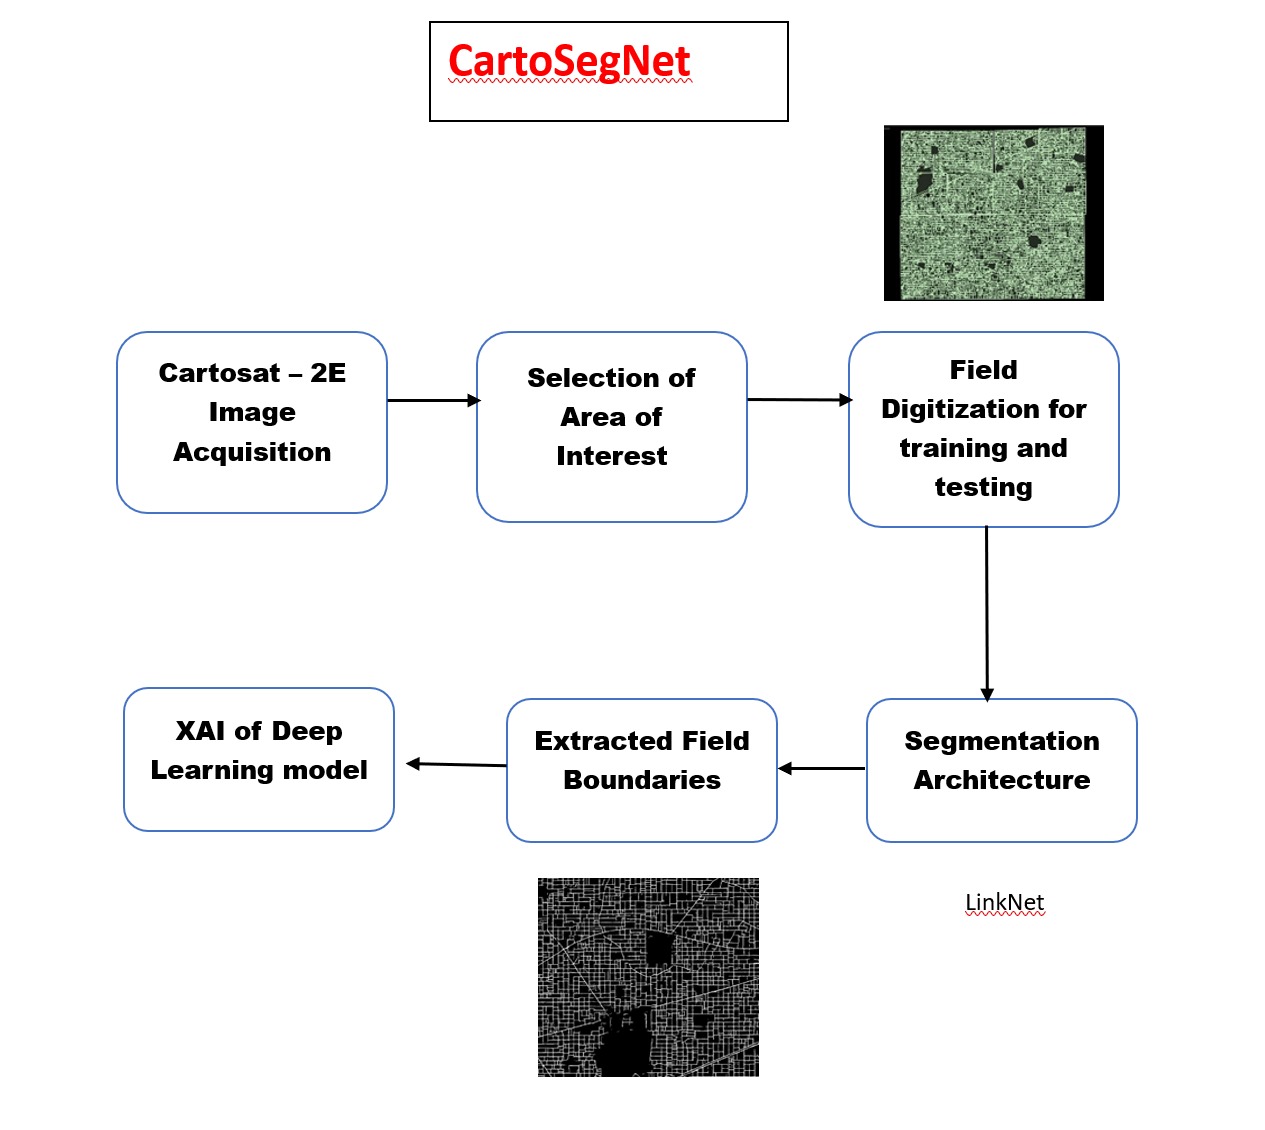 CartoSegNet
Cartosat – 2E
Image
Acquisition
Selection of
Area of
Interest
Field
Digitization for
training and
testing
Segmentation
Architecture
LinkNet
Extracted Field
Boundaries
XAI of Deep
Learning model